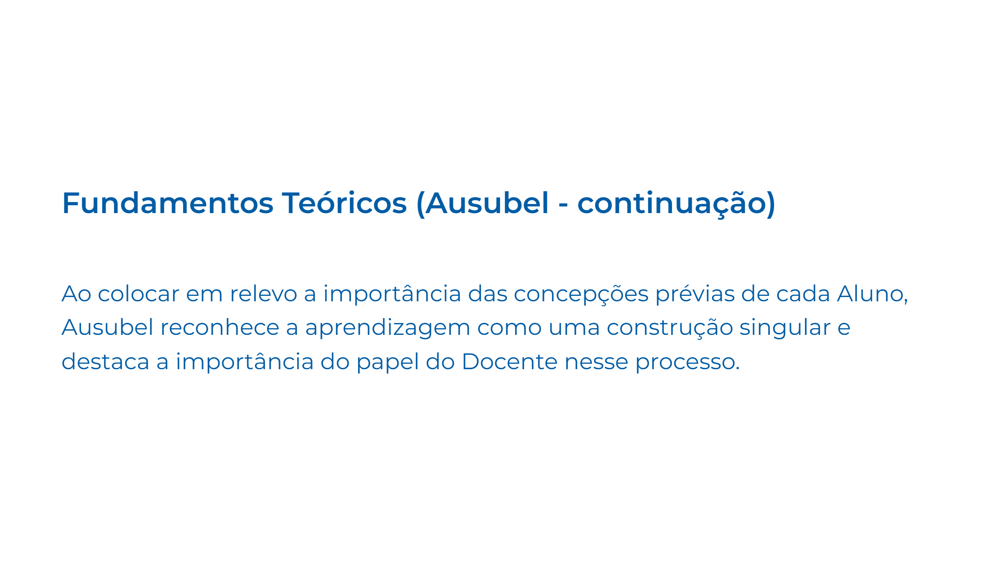 Fundamentos Teóricos (Ausubel - continuação)
Ao colocar em relevo a importância das concepções prévias de cada Aluno,
Ausubel reconhece a aprendizagem como uma construção singular e
destaca a importância do papel do Docente nesse processo.